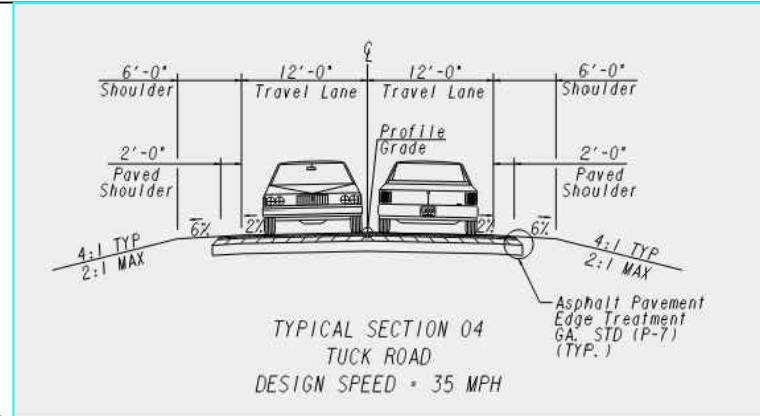 ℄
6'-0" 12'-0" 12'-0" 6'-0"
Shoulder Travel Lane Travel Lane Shoulder
Profile
Grade
2'-0" 2'-0"
Paved Paved
Shoulder Shoulder
6% 2% 2% 6%
4:1 TYP 4:1 TYP
2:1 MAX 2:1 MAX
Asphalt Pavement
Edge Treatment
GA. STD (P-7)
(TYP.)
TYPICAL SECTION 04
TUCK ROAD
DESIGN SPEED = 35 MPH